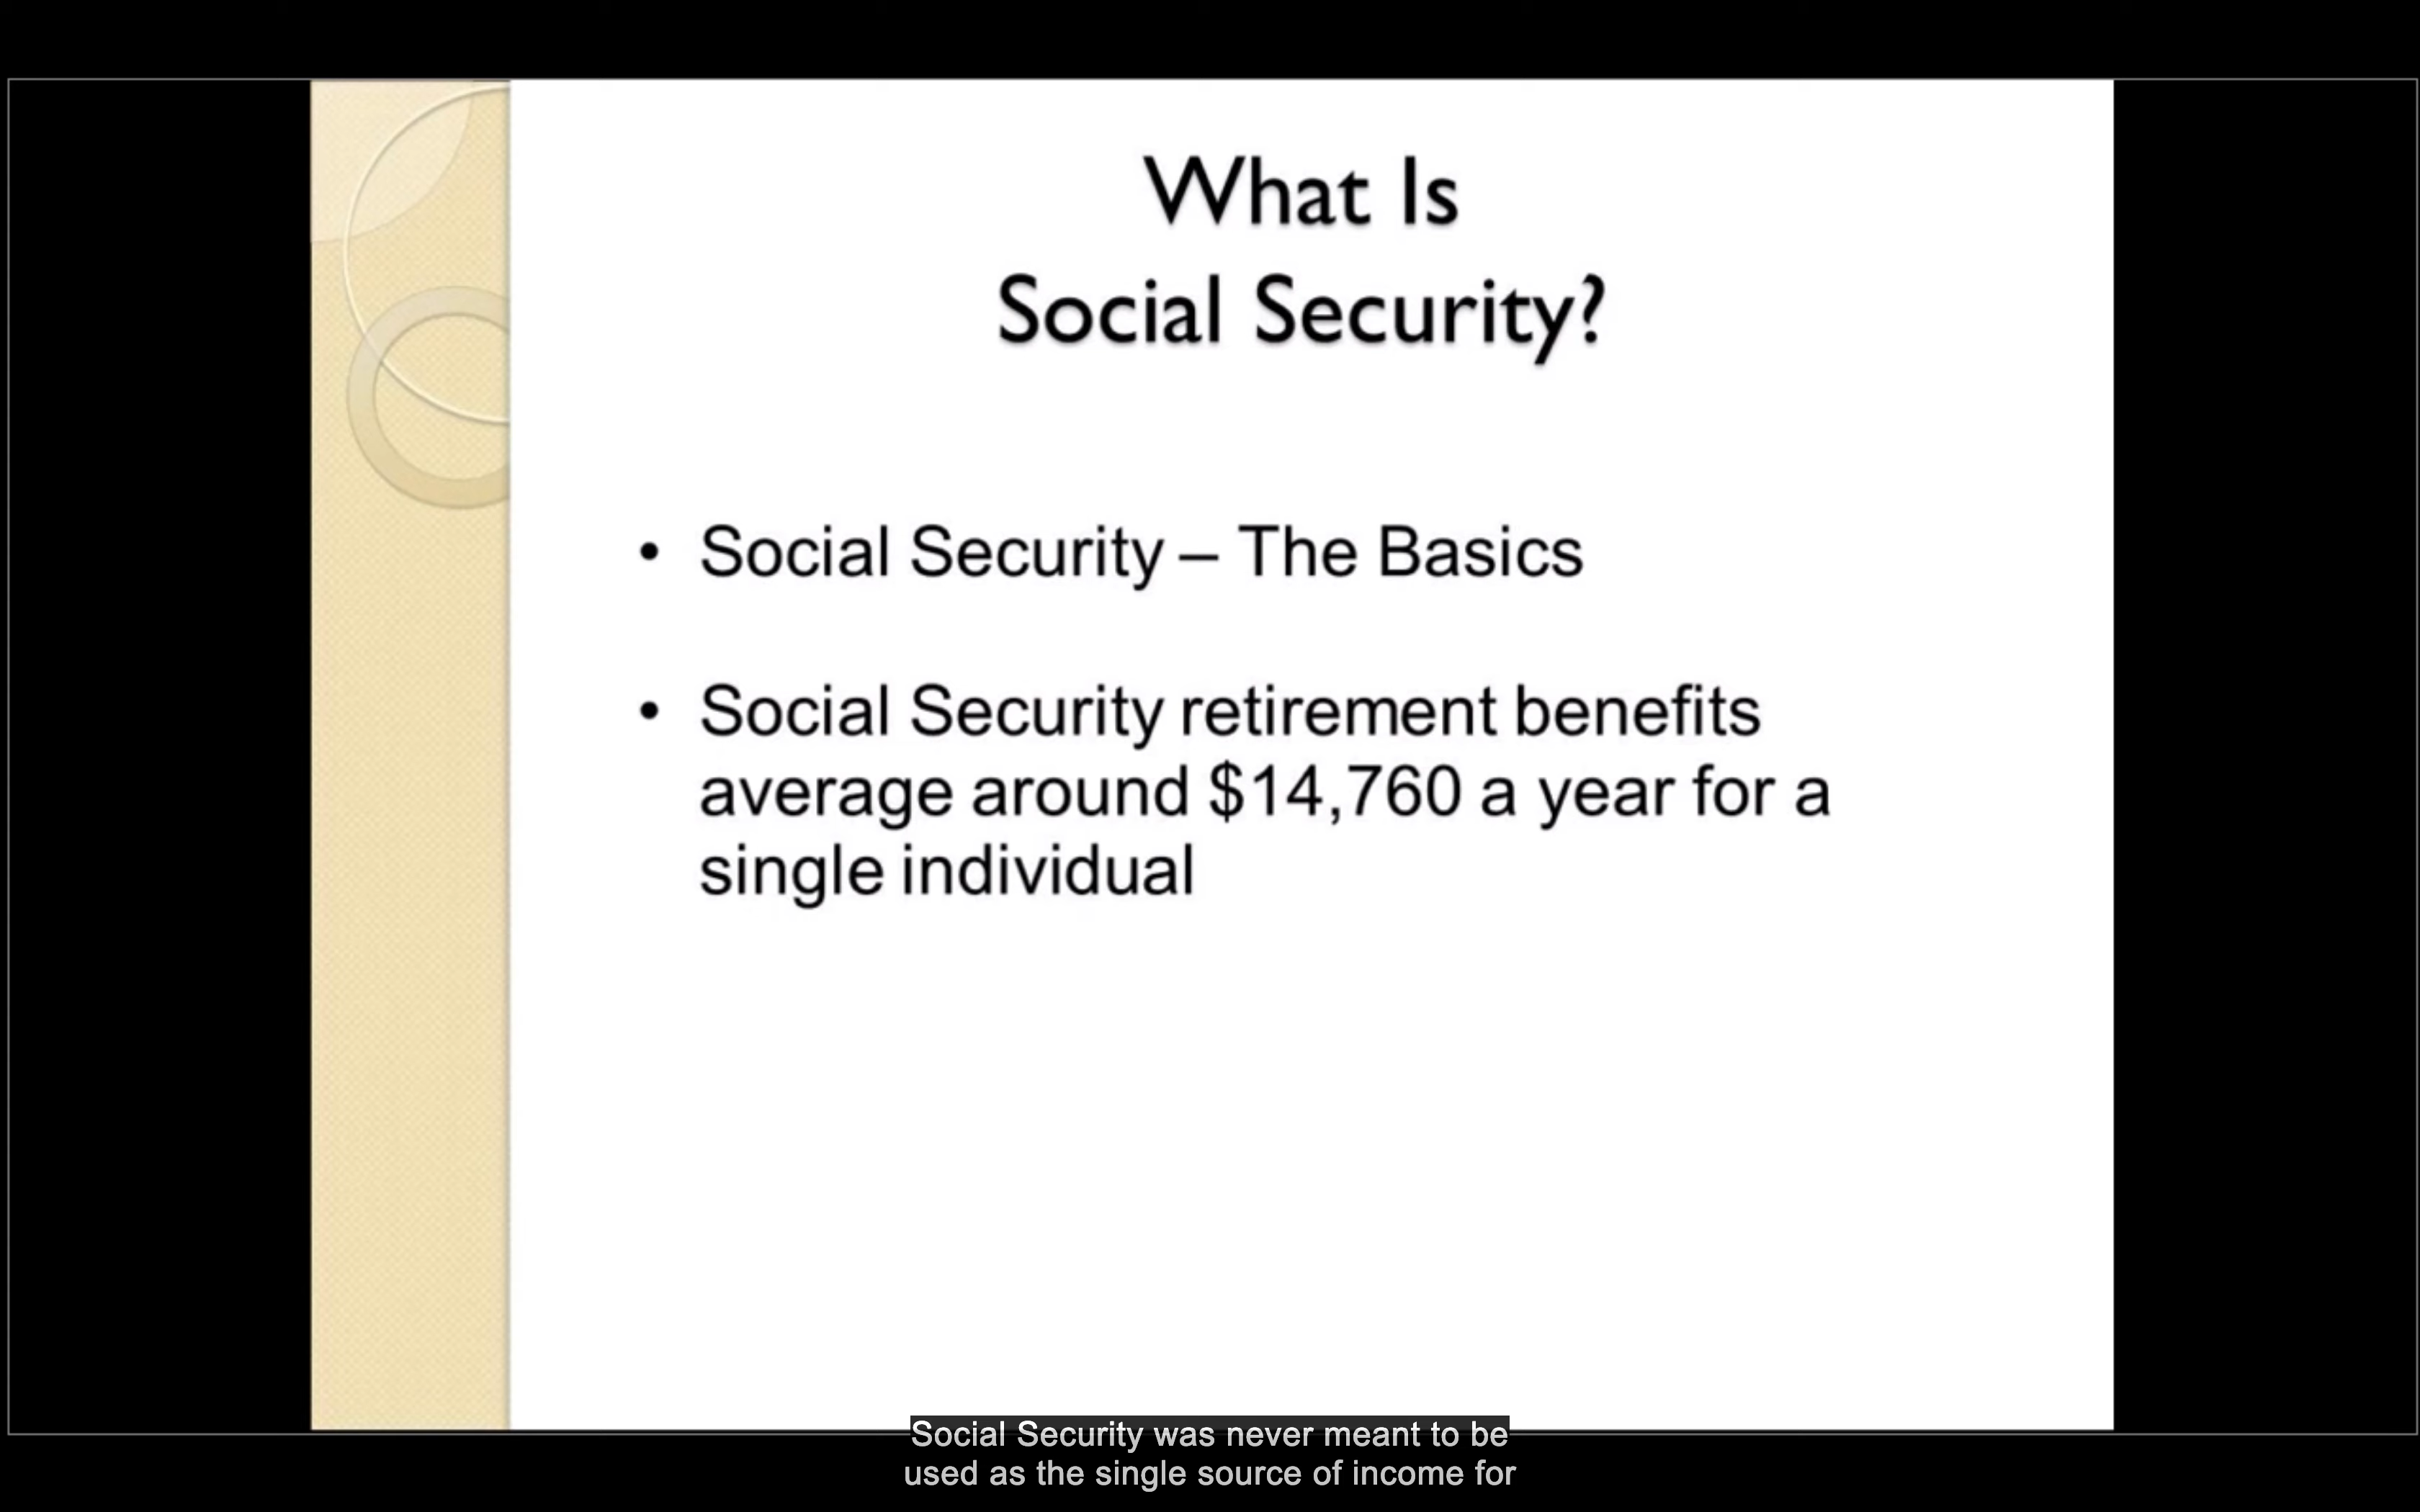 What Is
Social Security?
• Social Security – The Basics
• Social Security retirement benefits
average around $14,760 a year for a
single individual
Social Security was never meant to be
used as the single source of income for